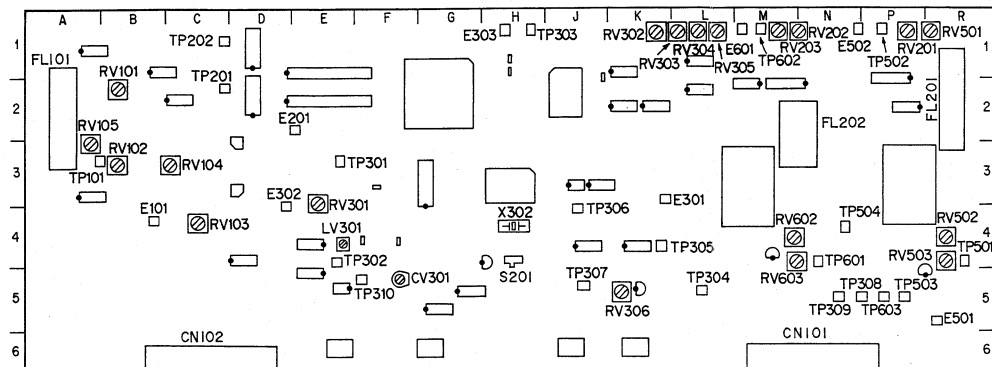 A B C D E F G H J K L M N P R
TP202 E303 TP303 RV302 RV304 E601 RV202 E502 RV501
1 FL101 RV303 RV305 TP602 RV203 TP502 RV201 1
RV101 TP201
2 E201 FL202 FL201 2
RV105
RV102 RV104 TP301
3 TP101 E302 RV301 E301 3
E101 RV103 X302 TP306 RV602 TP504 RV502
4 LV301 TP305 TP501 4
TP302 S201 TP307 TP304 RV603 TP601 RV503
TP310 CV301
5 RV306 TP309 TP308 TP603 TP503 5
E501
CN102 CN101
6 6